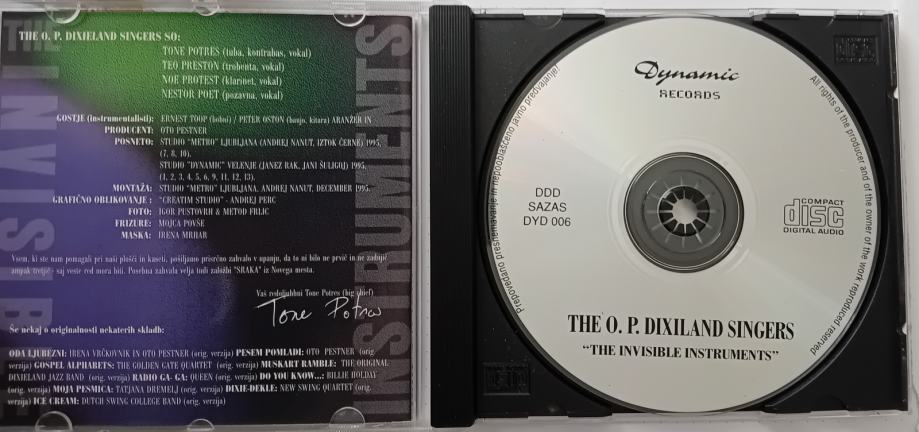 THE O. P. DIXIELAND SINGERS SO:
TONE POTRES (tuba, kontrabas, vokal)
TEO PRESTON (trobenta, vokal)
NOE PROTEST (klarinet, vokal)
NESTOR POET (pozavna, vokal)
GOSTJE (instrumentalisti): ERNEST TOOP (bobni) / PETER OSTON (banjo, kitara) ARANŽER IN
PRODUCENT: OTO PESTNER
POSNETO: STUDIO "METRO" LJUBLJANA (ANDREJ NANUT, IZTOK ČERNE) 1995,
(7, 8, 10).
STUDIO "DYNAMIC" VELENJE (JANEZ RAK, JANI ŠULIGOJ) 1995,
(1, 2, 3, 4, 5, 6, 9, 11, 12, 13).
MONTAŽA: STUDIO "METRO" LJUBLJANA, ANDREJ NANUT, DECEMBER 1995.
GRAFIČNO OBLIKOVANJE : "CREATIM STUDIO" - ANDREJ PERC
FOTO: IGOR PUSTOVRH & METOD FRLIC
FRIZURE: MOJCA POVŠE
MASKA: IRENA MRHAR
Vsem, ki ste nam pomagali pri naši plošči in kaseti, pošiljamo prisrčno zahvalo v upanju, da to ni bilo ne prvič in ne zadnjič
ampak tretjič - saj veste red mora biti. Posebna zahvala velja tudi založbi "SRAKA" iz Novega mesta.
Vaš redoljubni Tone Potres (big chief)
Tone Potres
Še nekaj o originalnosti nekaterih skladb:
ODA LJUBEZNI: IRENA VRČKOVNIK IN OTO PESTNER (orig. verzija) PESEM POMLADI: OTO PESTNER (orig.
verzija) GOSPEL ALPHABETS: THE GOLDEN GATE QUARTET (orig. verzija) MUSKART RAMBLE: THE ORIGINAL
DIXIELAND JAZZ BAND (orig. verzija) RADIO GA- GA: QUEEN (orig. verzija) DO YOU KNOW...: BILLIE HOLIDAY
(orig. verzija) MOJA PESMICA: TATJANA DREMELJ (orig. verzija) DIXIE-DEKLE: NEW SWING QUARTET (orig.
verzija) ICE CREAM: DUTCH SWING COLLEGE BAND (orig. verzija)
THE INVISIBLE
INSTRUMENTS
Dynamic
RECORDS
All rights of the producer and of the owner of the work reproduced reserved
Prepovedano presnemavanje in nepooblaščeno javno predvajanje!
DDD
SAZAS
DYD 006
COMPACT
disc
DIGITAL AUDIO
THE O. P. DIXILAND SINGERS
"THE INVISIBLE INSTRUMENTS"